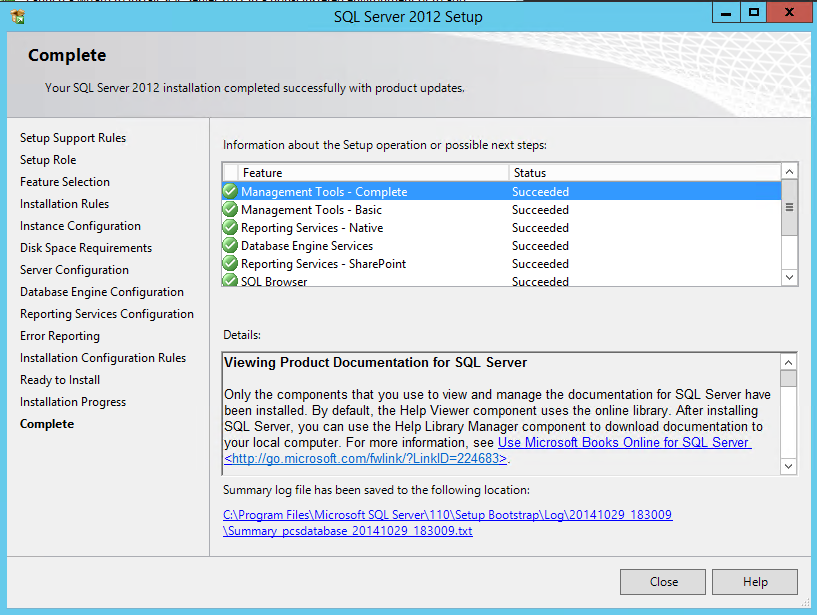 SQL Server 2012 Setup
Complete
Your SQL Server 2012 installation completed successfully with product updates.
Setup Support Rules
Setup Role
Feature Selection
Installation Rules
Instance Configuration
Disk Space Requirements
Server Configuration
Database Engine Configuration
Reporting Services Configuration
Error Reporting
Installation Configuration Rules
Ready to Install
Installation Progress
Complete
Information about the Setup operation or possible next steps:
Feature Status
Management Tools - Complete Succeeded
Management Tools - Basic Succeeded
Reporting Services - Native Succeeded
Database Engine Services Succeeded
Reporting Services - SharePoint Succeeded
SQL Browser Succeeded
Details:
Viewing Product Documentation for SQL Server
Only the components that you use to view and manage the documentation for SQL Server have
been installed. By default, the Help Viewer component uses the online library. After installing
SQL Server, you can use the Help Library Manager component to download documentation to
your local computer. For more information, see Use Microsoft Books Online for SQL Server
<http://go.microsoft.com/fwlink/?LinkID=224683>.
Summary log file has been saved to the following location:
C:\Program Files\Microsoft SQL Server\110\Setup Bootstrap\Log\20141029_183009
\Summary_pcsdatabase_20141029_183009.txt
Close Help